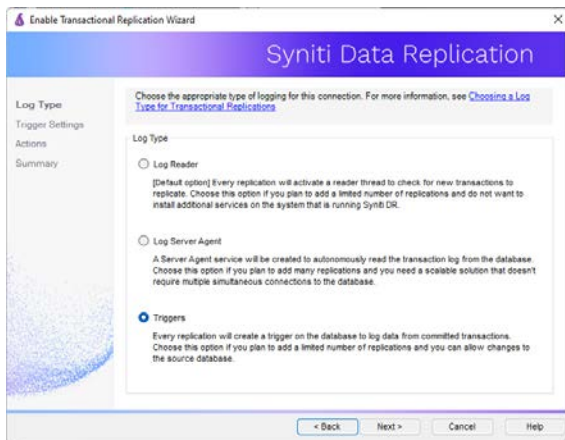 Enable Transactional Replication Wizard
Syniti Data Replication
Log Type
Trigger Settings
Actions
Summary
Choose the appropriate type of logging for this connection. For more information, see Choosing a Log
Type for Transactional Replications
Log Type
Log Reader
[Default option] Every replication will activate a reader thread to check for new transactions to
replicate. Choose this option if you plan to add a limited number of replications and do not want to
install additional services on the system that is running Syniti DR.
Log Server Agent
A Server Agent service will be created to autonomously read the transaction log from the database.
Choose this option if you plan to add many replications and you need a scalable solution that doesn't
require multiple simultaneous connections to the database.
Triggers
Every replication will create a trigger on the database to log data from committed transactions.
Choose this option if you plan to add a limited number of replications and you can allow changes to
the source database.
< Back Next > Cancel Help